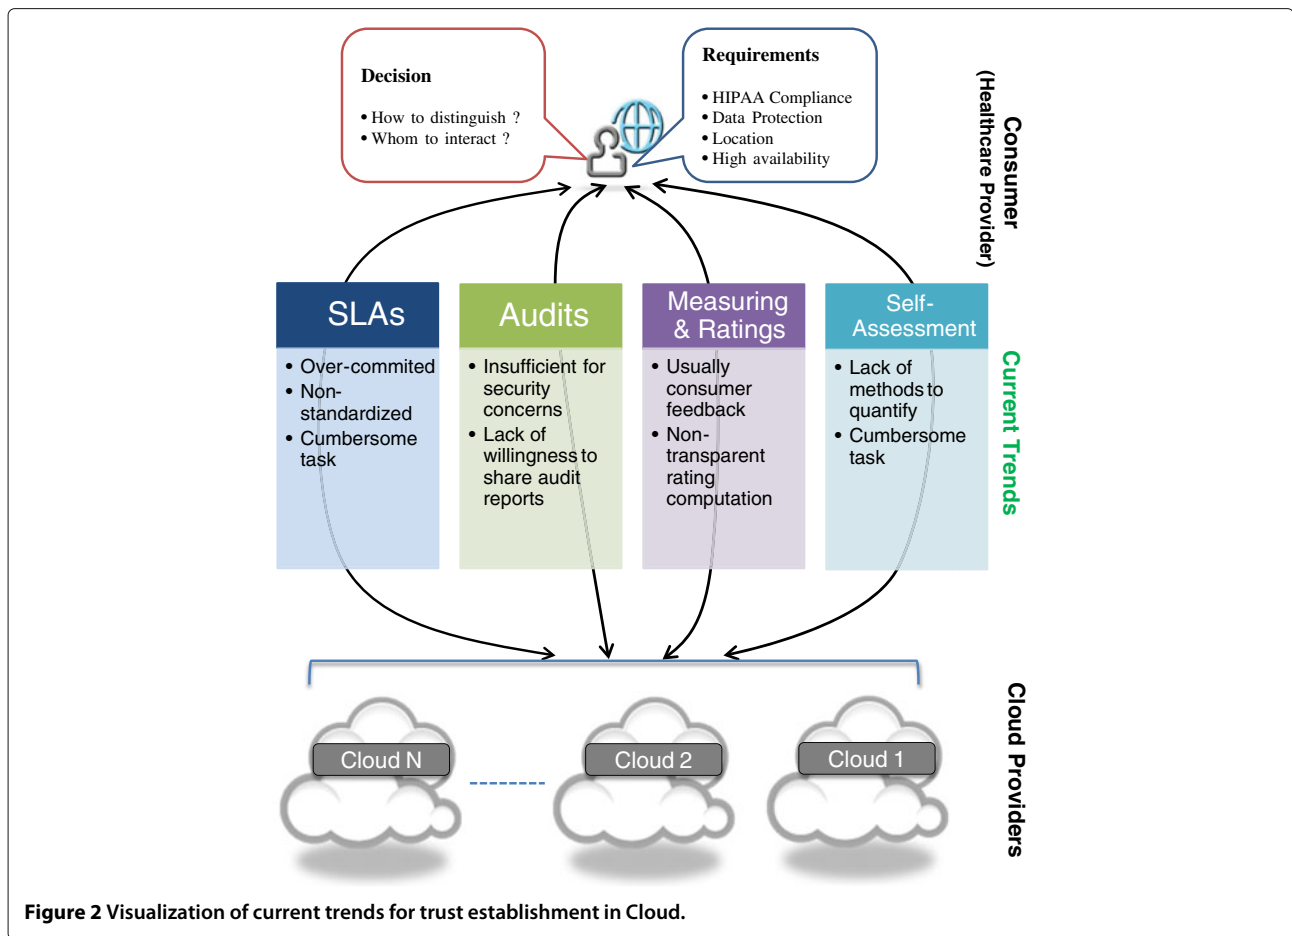 Decision
• How to distinguish ?
• Whom to interact ?
Requirements
• HIPAA Compliance
• Data Protection
• Location
• High availability
Consumer
(Healthcare Provider)
SLAs
• Over-commited
• Non-
standardized
• Cumbersome
task
Audits
• Insufficient for
security
concerns
• Lack of
willingness to
share audit
reports
Measuring
& Ratings
• Usually
consumer
feedback
• Non-
transparent
rating
computation
Self-
Assessment
• Lack of
methods to
quantify
• Cumbersome
task
Current Trends
Cloud N
Cloud 2
Cloud 1
Cloud Providers
Figure 2 Visualization of current trends for trust establishment in Cloud.